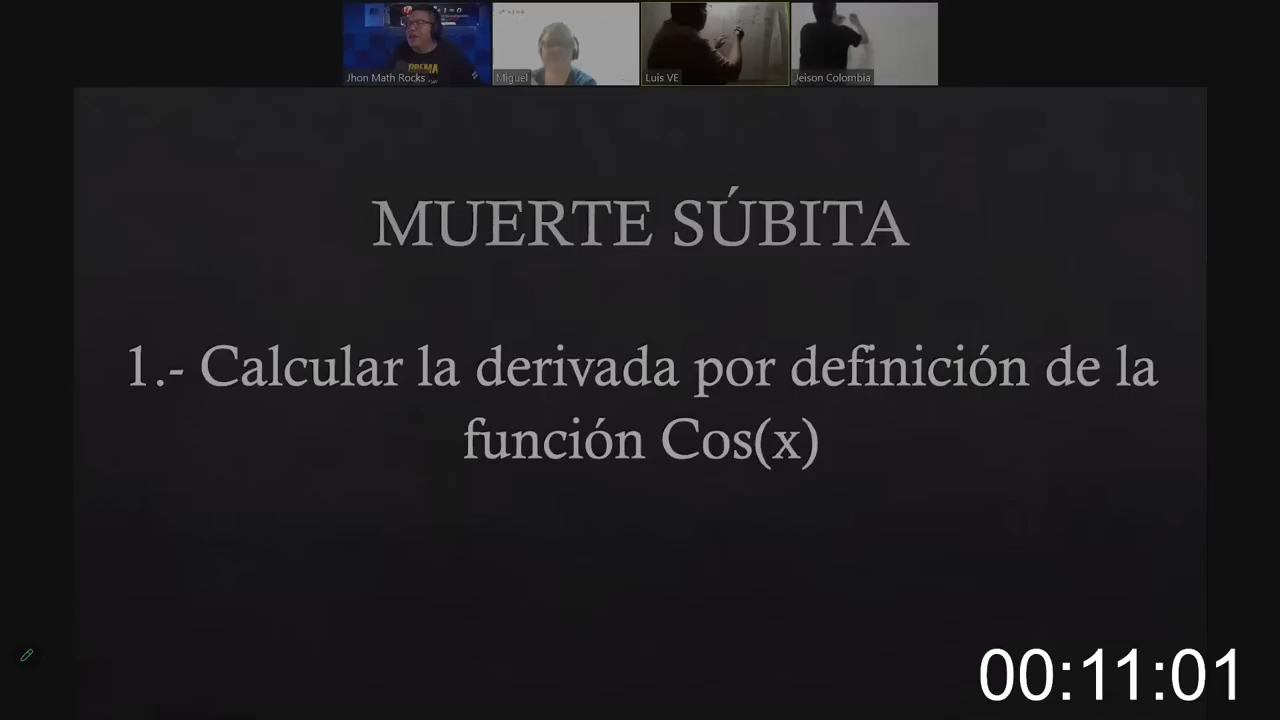 Jhon Math Rocks
Miguel
Luis VE
Jeison Colombia
MUERTE SÚBITA
1.- Calcular la derivada por definición de la
función Cos(x)
00:11:01